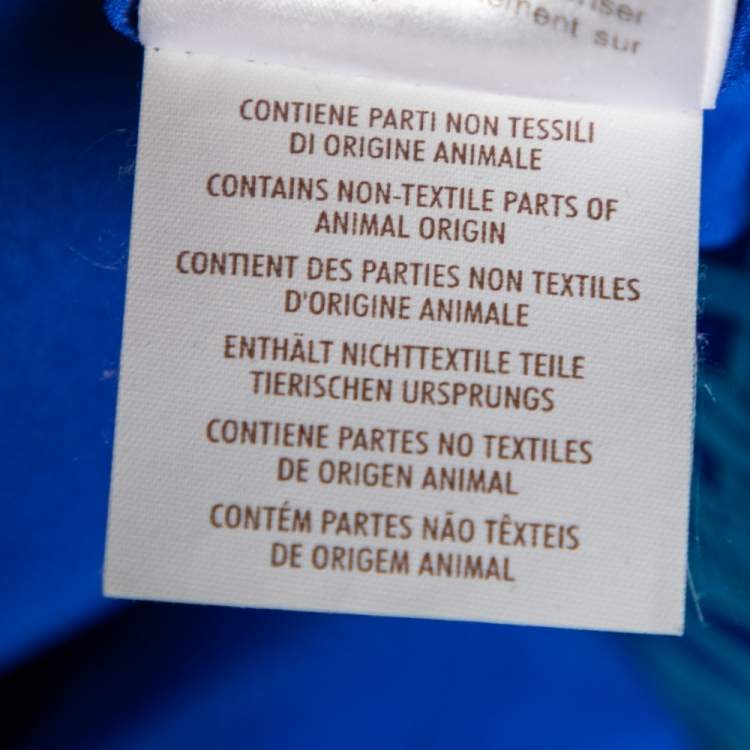 sur
CONTIENE PARTI NON TESSILI
DI ORIGINE ANIMALE
CONTAINS NON-TEXTILE PARTS OF
ANIMAL ORIGIN
CONTIENT DES PARTIES NON TEXTILES
D'ORIGINE ANIMALE
ENTHÄLT NICHTTEXTILE TEILE
TIERISCHEN URSPRUNGS
CONTIENE PARTES NO TEXTILES
DE ORIGEN ANIMAL
CONTÉM PARTES NÃO TÊXTEIS
DE ORIGEM ANIMAL